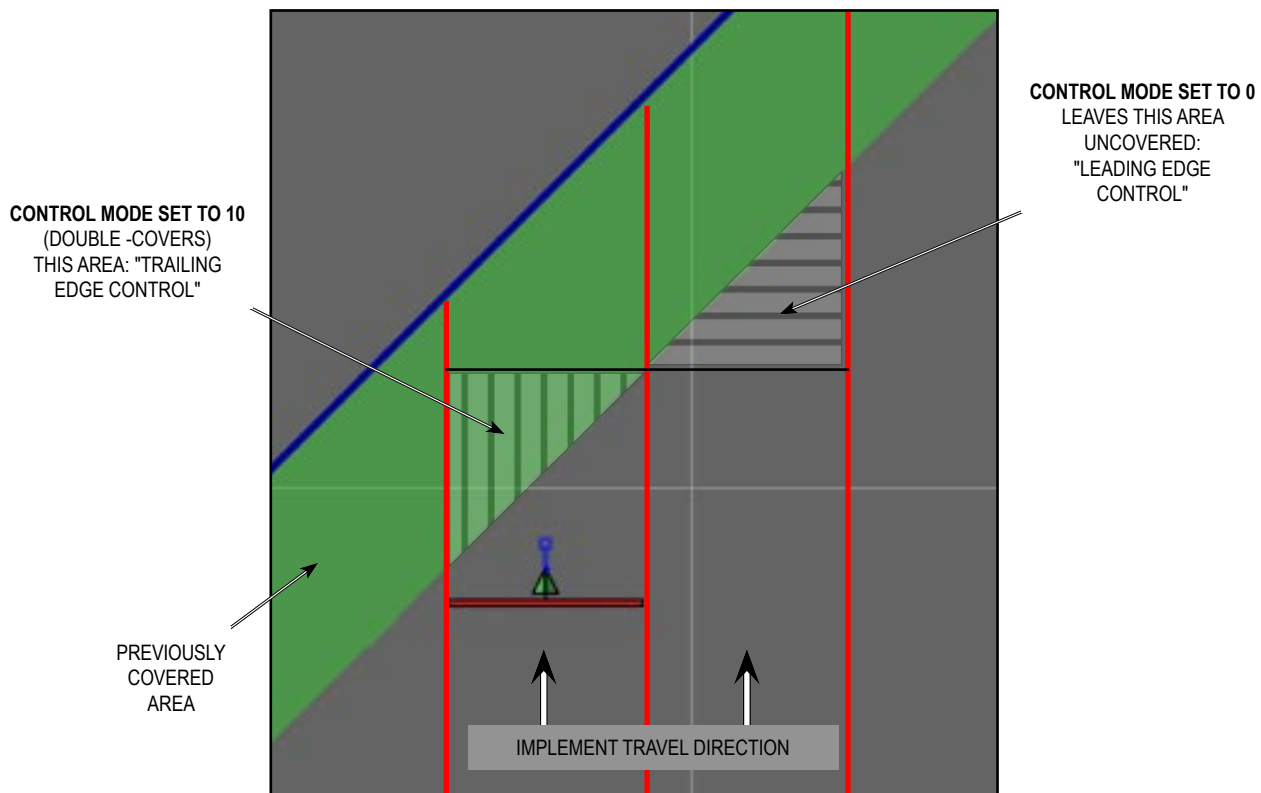 CONTROL MODE SET TO 10
(DOUBLE -COVERS)
THIS AREA: "TRAILING
EDGE CONTROL"
CONTROL MODE SET TO 0
LEAVES THIS AREA
UNCOVERED:
"LEADING EDGE
CONTROL"
PREVIOUSLY
COVERED
AREA
IMPLEMENT TRAVEL DIRECTION